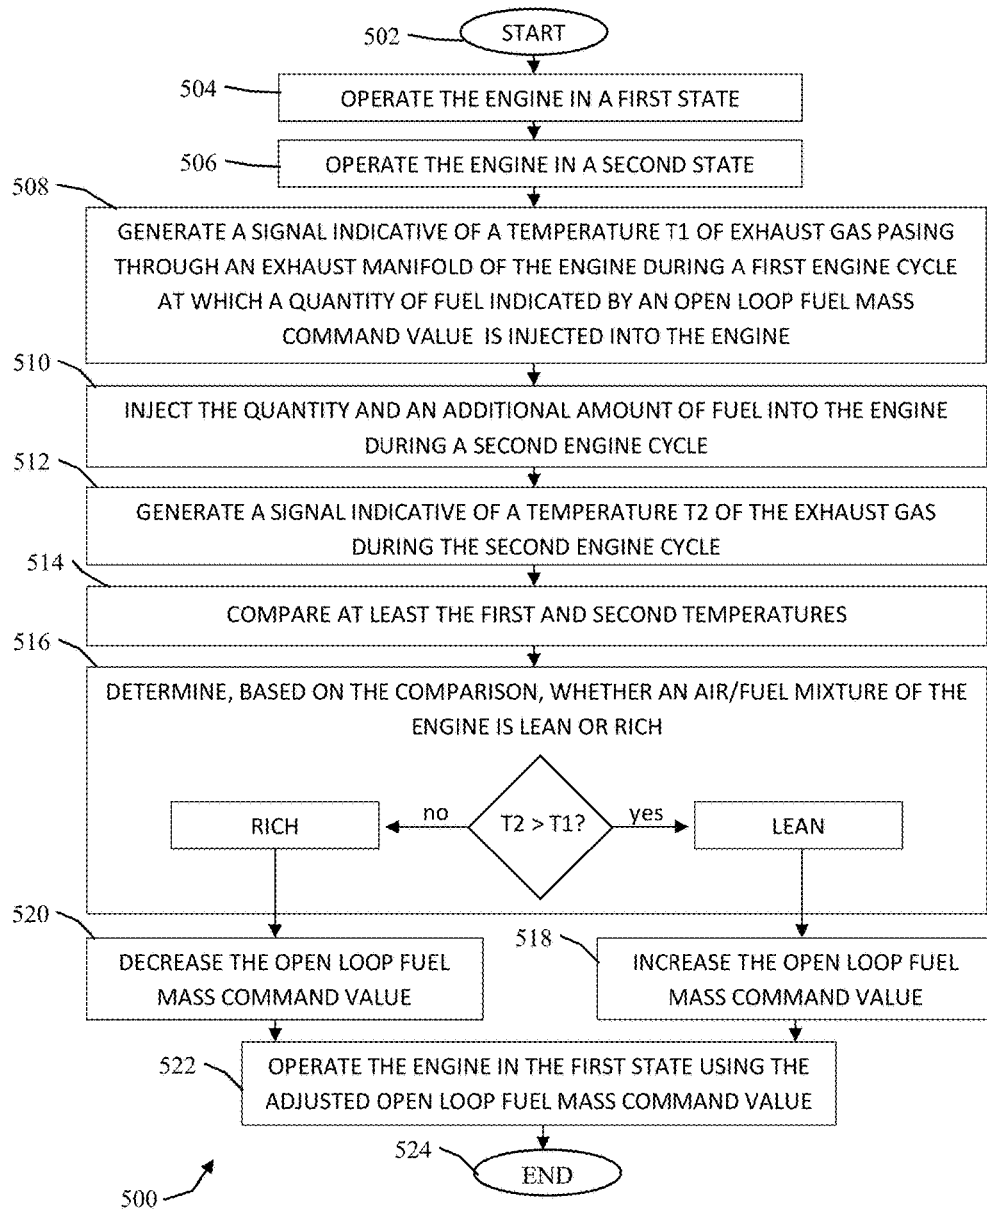 502
START
504
OPERATE THE ENGINE IN A FIRST STATE
506
OPERATE THE ENGINE IN A SECOND STATE
508
GENERATE A SIGNAL INDICATIVE OF A TEMPERATURE T1 OF EXHAUST GAS PASING
THROUGH AN EXHAUST MANIFOLD OF THE ENGINE DURING A FIRST ENGINE CYCLE
AT WHICH A QUANTITY OF FUEL INDICATED BY AN OPEN LOOP FUEL MASS
COMMAND VALUE IS INJECTED INTO THE ENGINE
510
INJECT THE QUANTITY AND AN ADDITIONAL AMOUNT OF FUEL INTO THE ENGINE
DURING A SECOND ENGINE CYCLE
512
GENERATE A SIGNAL INDICATIVE OF A TEMPERATURE T2 OF THE EXHAUST GAS
DURING THE SECOND ENGINE CYCLE
514
COMPARE AT LEAST THE FIRST AND SECOND TEMPERATURES
516
DETERMINE, BASED ON THE COMPARISON, WHETHER AN AIR/FUEL MIXTURE OF THE
ENGINE IS LEAN OR RICH
RICH
no
T2 > T1?
yes
LEAN
520
DECREASE THE OPEN LOOP FUEL
MASS COMMAND VALUE
518
INCREASE THE OPEN LOOP FUEL
MASS COMMAND VALUE
522
OPERATE THE ENGINE IN THE FIRST STATE USING THE
ADJUSTED OPEN LOOP FUEL MASS COMMAND VALUE
524
END
500